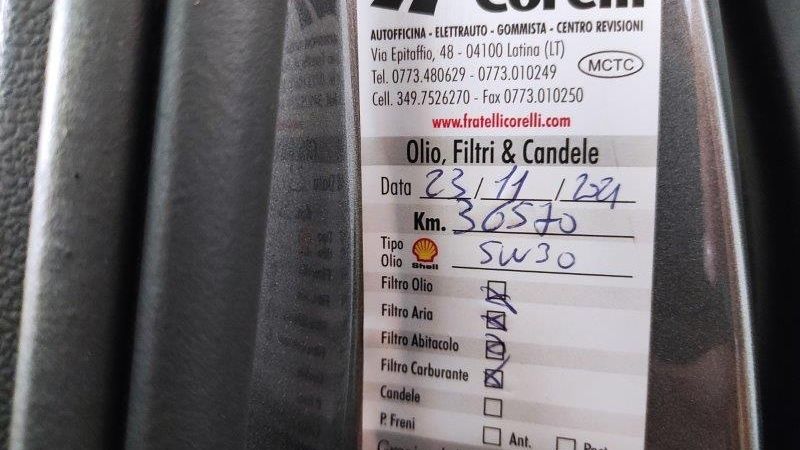 Corelli
AUTOFFICINA - ELETTRAUTO - GOMMISTA - CENTRO REVISIONI
Via Epitaffio, 48 - 04100 Latina (LT)
Tel. 0773.480629 - 0773.010249
Cell. 349.7526270 - Fax 0773.010250
MCTC
www.fratellicorelli.com
Olio, Filtri & Candele
Data 23/11/2021
Km. 36570
Tipo Olio Shell 5W30
Filtro Olio
Filtro Aria
Filtro Abitacolo
Filtro Carburante
Candele
P. Freni Ant.